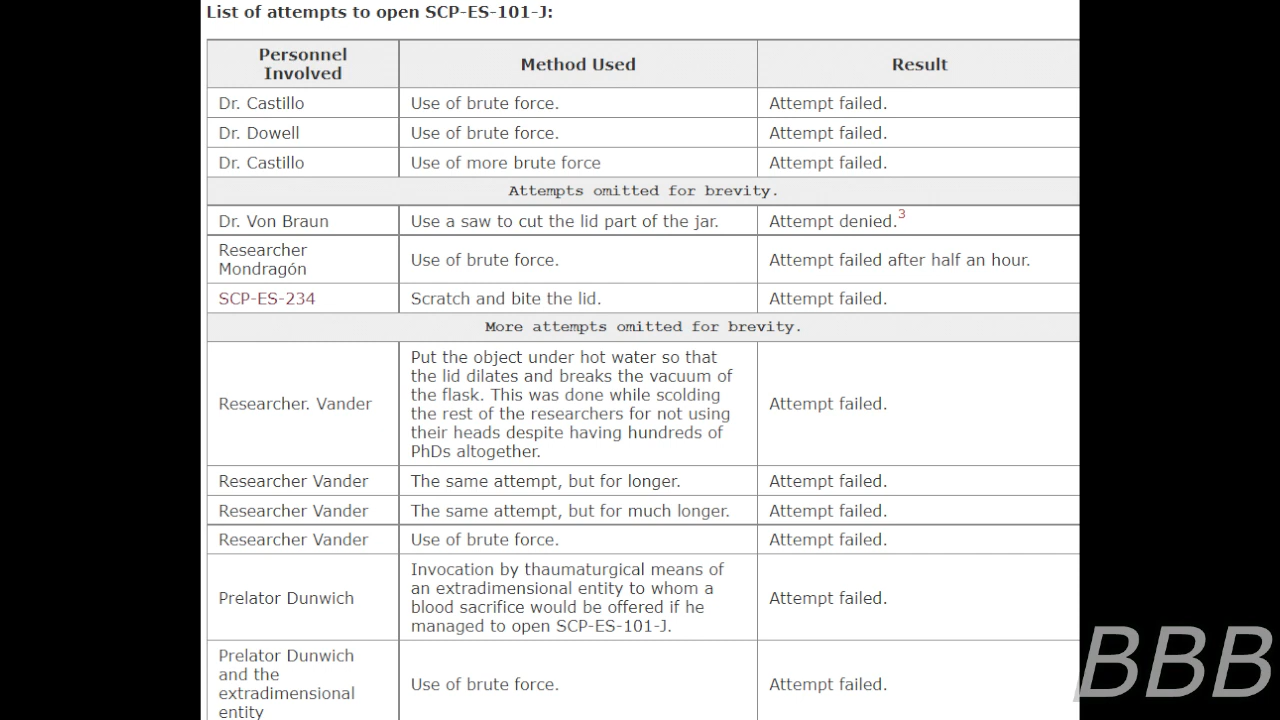 List of attempts to open SCP-ES-101-J:
Personnel
Involved
Method Used
Result
Dr. Castillo
Use of brute force.
Attempt failed.
Dr. Dowell
Use of brute force.
Attempt failed.
Dr. Castillo
Use of more brute force
Attempt failed.
Attempts omitted for brevity.
Dr. Von Braun
Use a saw to cut the lid part of the jar.
Attempt denied.3
Researcher
Mondragón
Use of brute force.
Attempt failed after half an hour.
SCP-ES-234
Scratch and bite the lid.
Attempt failed.
More attempts omitted for brevity.
Researcher. Vander
Put the object under hot water so that
the lid dilates and breaks the vacuum of
the flask. This was done while scolding
the rest of the researchers for not using
their heads despite having hundreds of
PhDs altogether.
Attempt failed.
Researcher Vander
The same attempt, but for longer.
Attempt failed.
Researcher Vander
The same attempt, but for much longer.
Attempt failed.
Researcher Vander
Use of brute force.
Attempt failed.
Prelator Dunwich
Invocation by thaumaturgical means of
an extradimensional entity to whom a
blood sacrifice would be offered if he
managed to open SCP-ES-101-J.
Attempt failed.
Prelator Dunwich
and the
extradimensional
entity
Use of brute force.
Attempt failed.
BBB